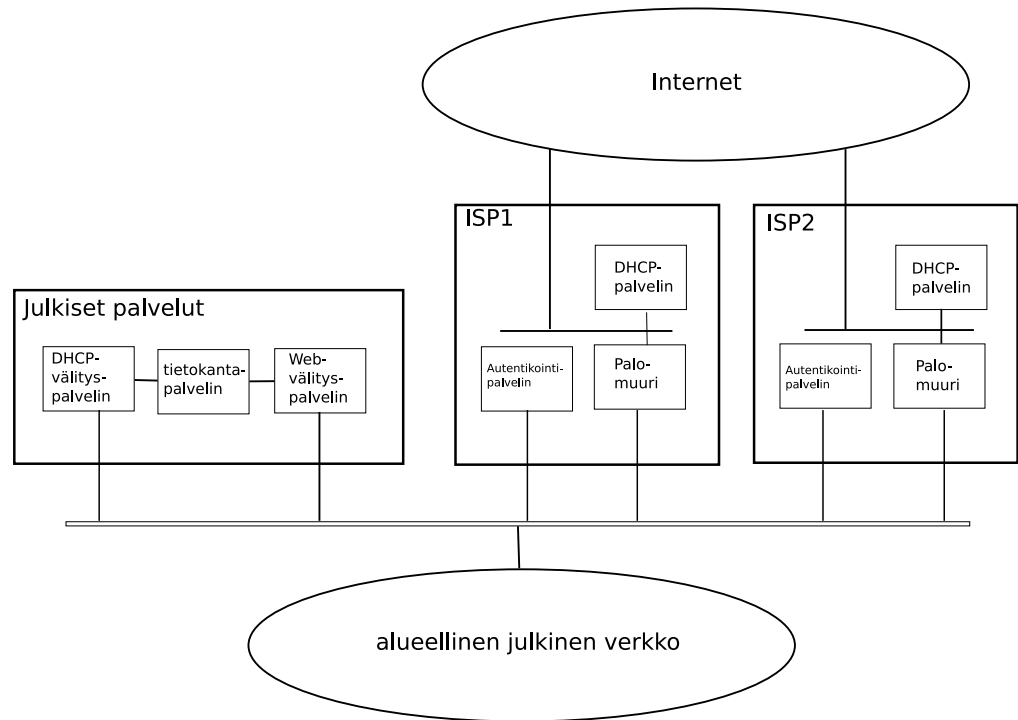 Internet
ISP1
DHCP-
palvelin
Autentikointi-
palvelin
Palo-
muuri
ISP2
DHCP-
palvelin
Autentikointi-
palvelin
Palo-
muuri
Julkiset palvelut
DHCP-
välitys-
palvelin
tietokanta-
palvelin
Web-
välitys-
palvelin
alueellinen julkinen verkko